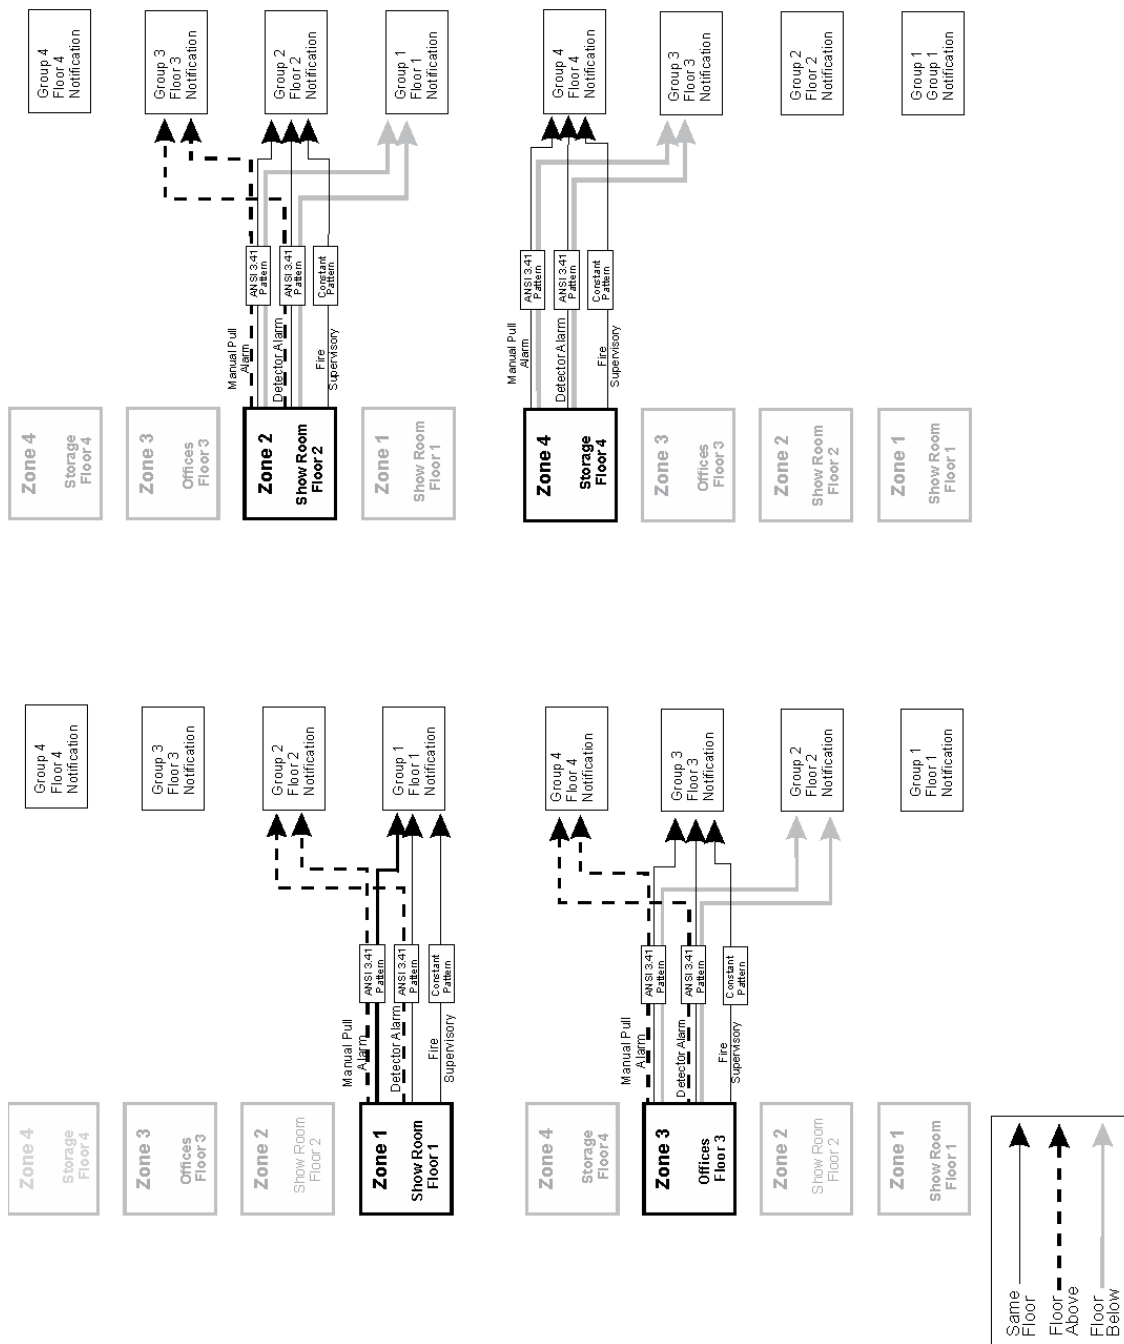 Zone 4
Storage
Floor 4
Zone 3
Offices
Floor 3
Zone 2
Show Room
Floor 2
Zone 1
Show Room
Floor 1
Manual Pull
Alarm
Detector Alarm
Fire
Supervisory
ANSI 3.41
Pattern
ANSI 3.41
Pattern
Constant
Pattern
Group 4
Floor 4
Notification
Group 3
Floor 3
Notification
Group 2
Floor 2
Notification
Group 1
Floor 1
Notification
Zone 4
Storage
Floor 4
Zone 3
Offices
Floor 3
Zone 2
Show Room
Floor 2
Zone 1
Show Room
Floor 1
Manual Pull
Alarm
Detector Alarm
Fire
Supervisory
ANSI 3.41
Pattern
ANSI 3.41
Pattern
Constant
Pattern
Group 4
Floor 4
Notification
Group 3
Floor 3
Notification
Group 2
Floor 2
Notification
Group 1
Floor 1
Notification
Zone 4
Storage
Floor 4
Zone 3
Offices
Floor 3
Zone 2
Show Room
Floor 2
Zone 1
Show Room
Floor 1
Manual Pull
Alarm
Detector Alarm
Fire
Supervisory
ANSI 3.41
Pattern
ANSI 3.41
Pattern
Constant
Pattern
Group 4
Floor 4
Notification
Group 3
Floor 3
Notification
Group 2
Floor 2
Notification
Group 1
Floor 1
Notification
Zone 4
Storage
Floor 4
Zone 3
Offices
Floor 3
Zone 2
Show Room
Floor 2
Zone 1
Show Room
Floor 1
Manual Pull
Alarm
Detector Alarm
Fire
Supervisory
ANSI 3.41
Pattern
ANSI 3.41
Pattern
Constant
Pattern
Group 4
Floor 4
Notification
Group 3
Floor 3
Notification
Group 2
Floor 2
Notification
Group 1
Group 1
Notification
Same
Floor
Floor
Above
Floor
Below